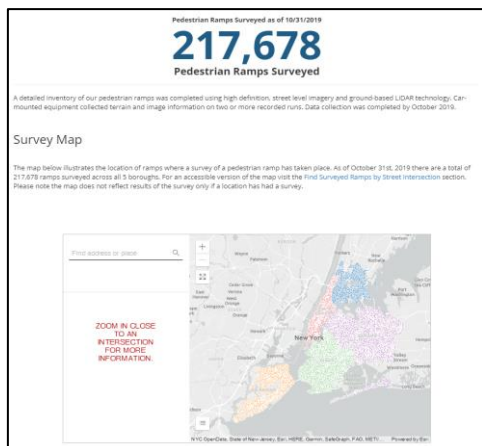 Pedestrian Ramps Surveyed as of 10/31/2019
217,678
Pedestrian Ramps Surveyed
A detailed inventory of our pedestrian ramps was completed using high definition, street level imagery and ground-based LiDAR technology. Car-
mounted equipment collected terrain and image information on two or more recorded runs. Data collection was completed by October 2019.
Survey Map
The map below illustrates the location of ramps where a survey of a pedestrian ramp has taken place. As of October 31st, 2019 there are a total of
217,678 ramps surveyed across all 5 boroughs. For an accessible version of the map visit the Find Surveyed Ramps by Street Intersection section.
Please note the map does not reflect results of the survey only if a location has had a survey.
Find address or place
ZOOM IN CLOSE
TO AN
INTERSECTION
FOR MORE
INFORMATION.
Newark
New York
Elizabeth
Port
Washington
Valley
Stream
NYC OpenData, State of New Jersey, Esri, HERE, Garmin, SafeGraph, FAO, METI/...
Powered by Esri